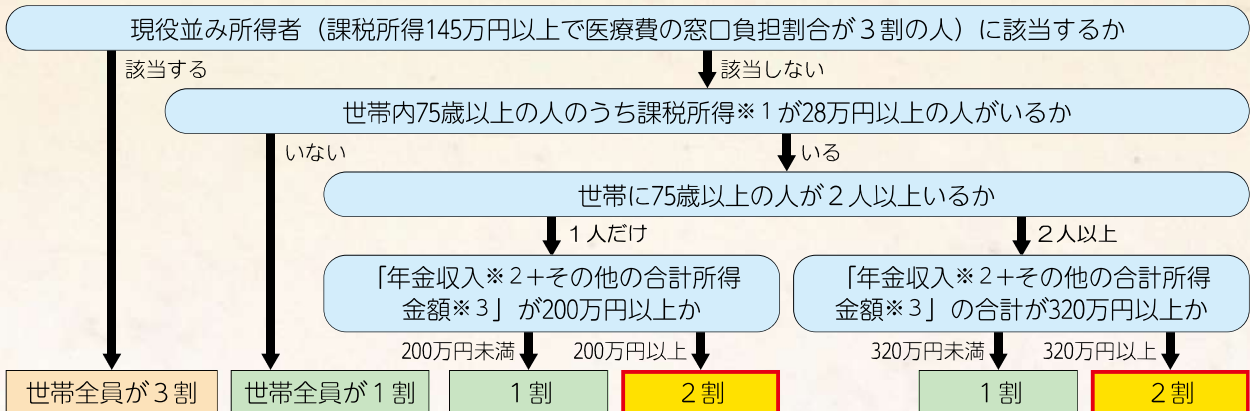 現役並み所得者（課税所得145万円以上で医療費の窓口負担割合が３割の人）に該当するか
該当する
該当しない
世帯内75歳以上の人のうち課税所得※１が28万円以上の人がいるか
いない
いる
世帯に75歳以上の人が２人以上いるか
１人だけ
２人以上
「年金収入※２＋その他の合計所得
金額※３」が200万円以上か
「年金収入※２＋その他の合計所得
金額※３」の合計が320万円以上か
200万円未満
200万円以上
320万円未満
320万円以上
世帯全員が３割
世帯全員が１割
１割
２割
１割
２割